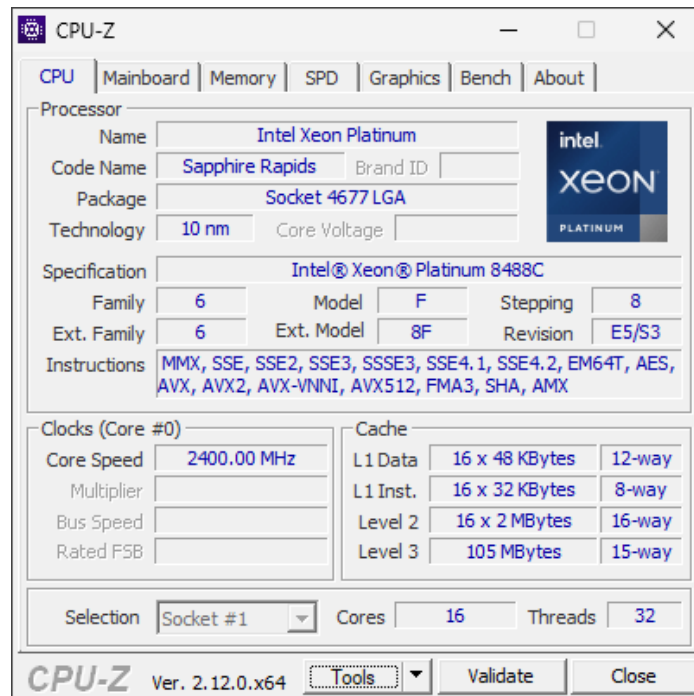 CPU-Z
CPU Mainboard Memory SPD Graphics Bench About
Processor
Name Intel Xeon Platinum
Code Name Sapphire Rapids Brand ID
Package Socket 4677 LGA
Technology 10 nm Core Voltage
intel
xeon
PLATINUM
Specification Intel® Xeon® Platinum 8488C
Family 6 Model F Stepping 8
Ext. Family 6 Ext. Model 8F Revision E5/S3
Instructions MMX, SSE, SSE2, SSE3, SSSE3, SSE4.1, SSE4.2, EM64T, AES,
AVX, AVX2, AVX-VNNI, AVX512, FMA3, SHA, AMX
Clocks (Core #0)
Core Speed 2400.00 MHz
Multiplier
Bus Speed
Rated FSB
Cache
L1 Data 16 x 48 KBytes 12-way
L1 Inst. 16 x 32 KBytes 8-way
Level 2 16 x 2 MBytes 16-way
Level 3 105 MBytes 15-way
Selection Socket #1 Cores 16 Threads 32
CPU-Z Ver. 2.12.0.x64 Tools Validate Close